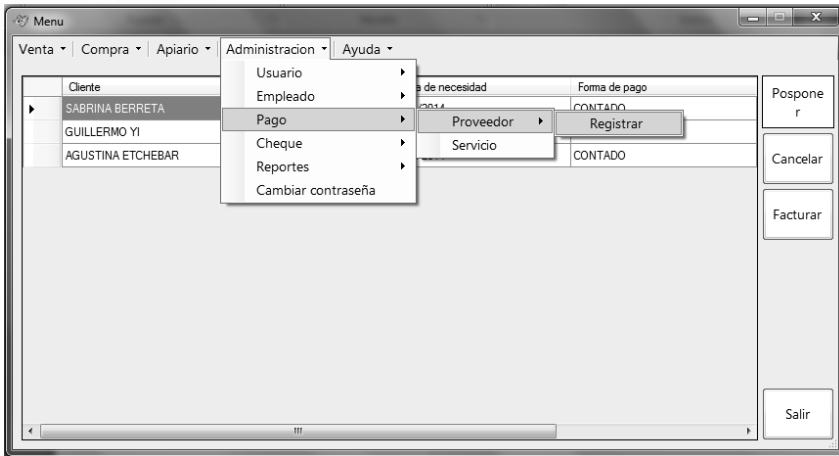 Menu
Venta Compra Apiario Administracion Ayuda
Usuario
Empleado
Pago
Cheque
Reportes
Cambiar contraseña
Proveedor
Servicio
Registrar
Cliente de necesidad Forma de pago
SABRINA BERRETA CONTADO
GUILLERMO YI
AGUSTINA ETCHEBAR CONTADO
Pospone
r
Cancelar
Facturar
Salir